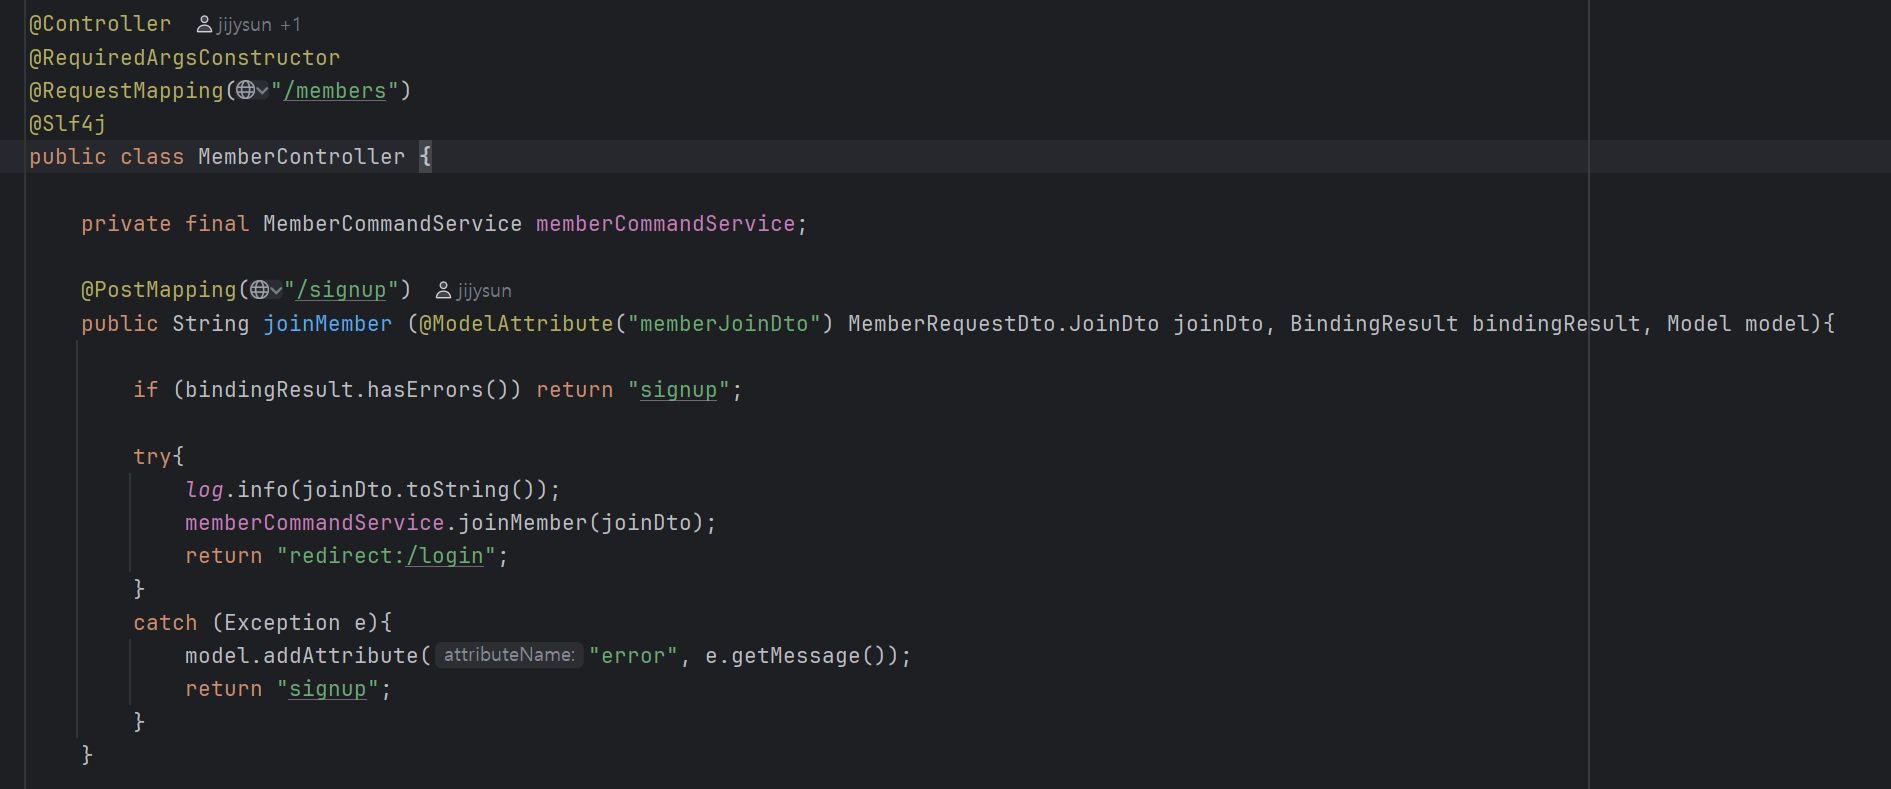 @Controller jijysun +1
@RequiredArgsConstructor
@RequestMapping("/members")
@Slf4j
public class MemberController {
private final MemberCommandService memberCommandService;
@PostMapping("/signup") jijysun
public String joinMember (@ModelAttribute("memberJoinDto") MemberRequestDto.JoinDto joinDto, BindingResult bindingResult, Model model){
if (bindingResult.hasErrors()) return "signup";
try{
log.info(joinDto.toString());
memberCommandService.joinMember(joinDto);
return "redirect:/login";
}
catch (Exception e){
model.addAttribute( attributeName: "error", e.getMessage());
return "signup";
}
}